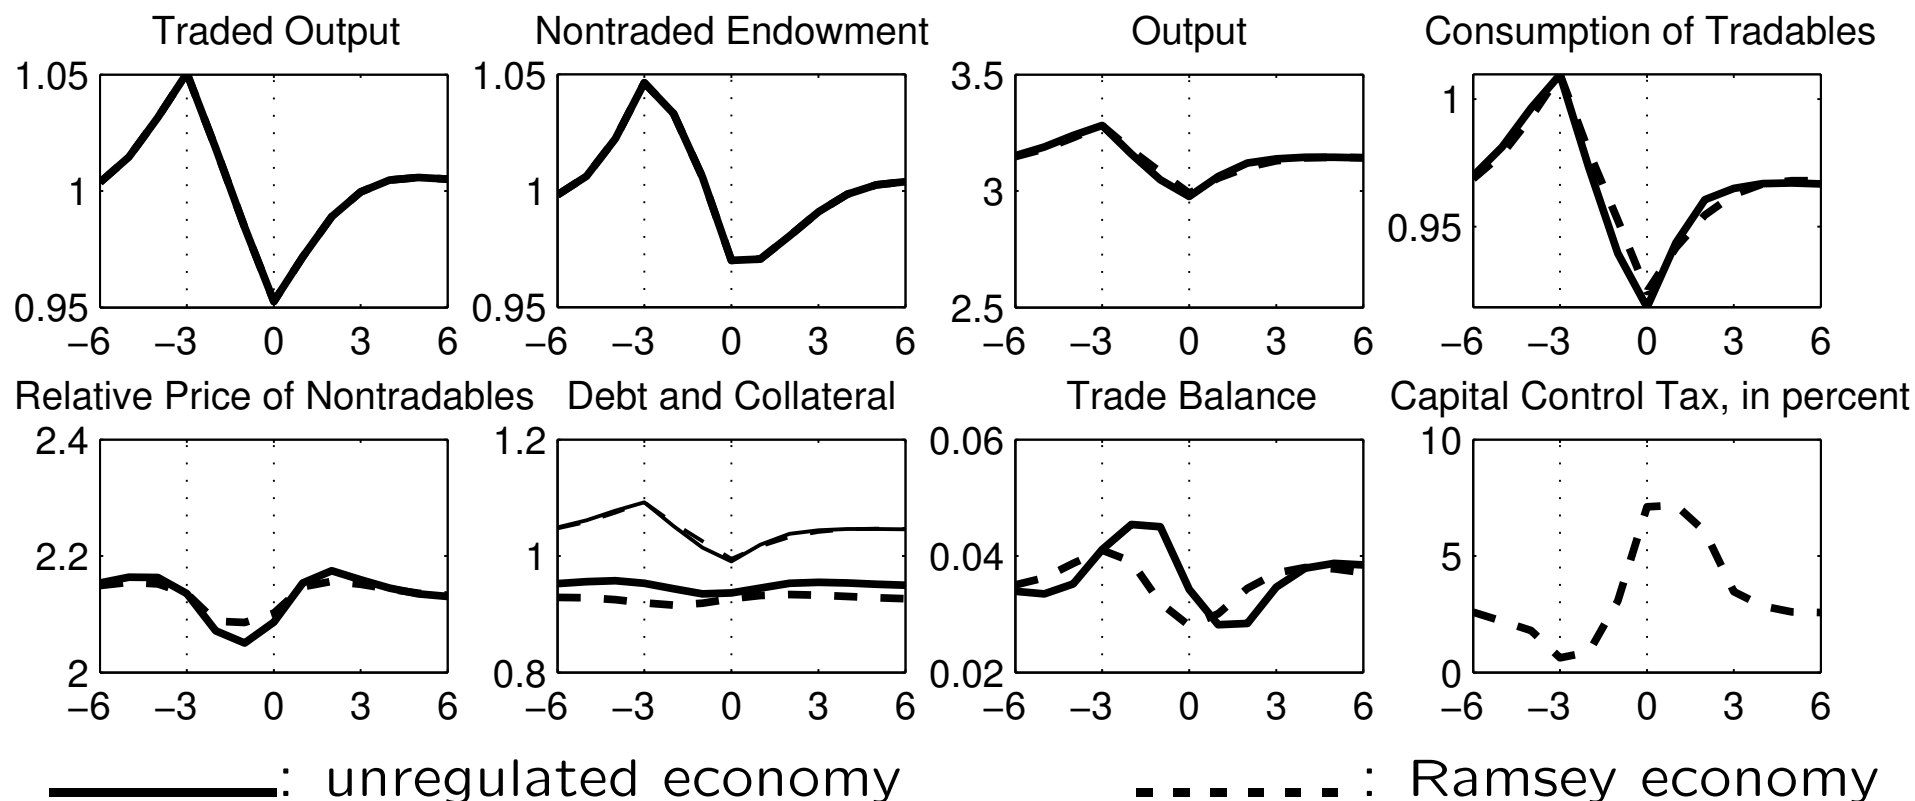 Traded Output
Nontraded Endowment
Output
Consumption of Tradables
1.05
1
0.95
−6 −3 0 3 6
1.05
1
0.95
−6 −3 0 3 6
3.5
3
2.5
−6 −3 0 3 6
1
0.95
−6 −3 0 3 6
Relative Price of Nontradables
Debt and Collateral
Trade Balance
Capital Control Tax, in percent
2.4
2.2
2
−6 −3 0 3 6
1.2
1
0.8
−6 −3 0 3 6
0.06
0.04
0.02
−6 −3 0 3 6
10
5
0
−6 −3 0 3 6
: unregulated economy
: Ramsey economy